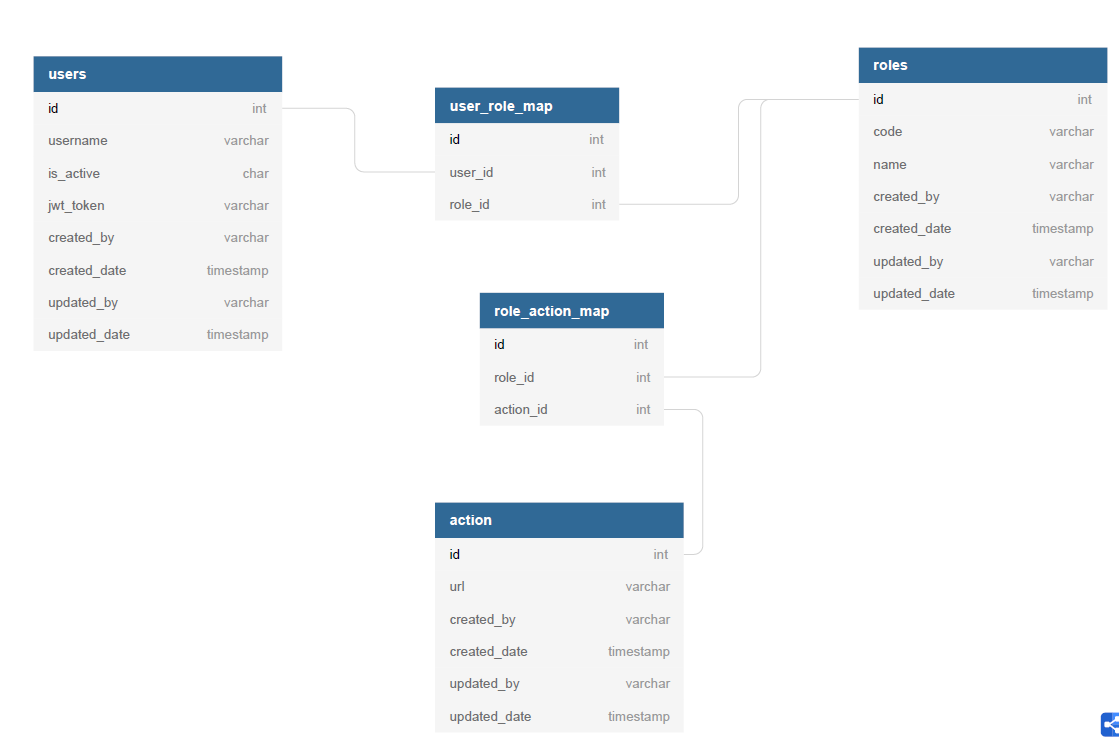 users
id int
username varchar
is_active char
jwt_token varchar
created_by varchar
created_date timestamp
updated_by varchar
updated_date timestamp
user_role_map
id int
user_id int
role_id int
roles
id int
code varchar
name varchar
created_by varchar
created_date timestamp
updated_by varchar
updated_date timestamp
role_action_map
id int
role_id int
action_id int
action
id int
url varchar
created_by varchar
created_date timestamp
updated_by varchar
updated_date timestamp